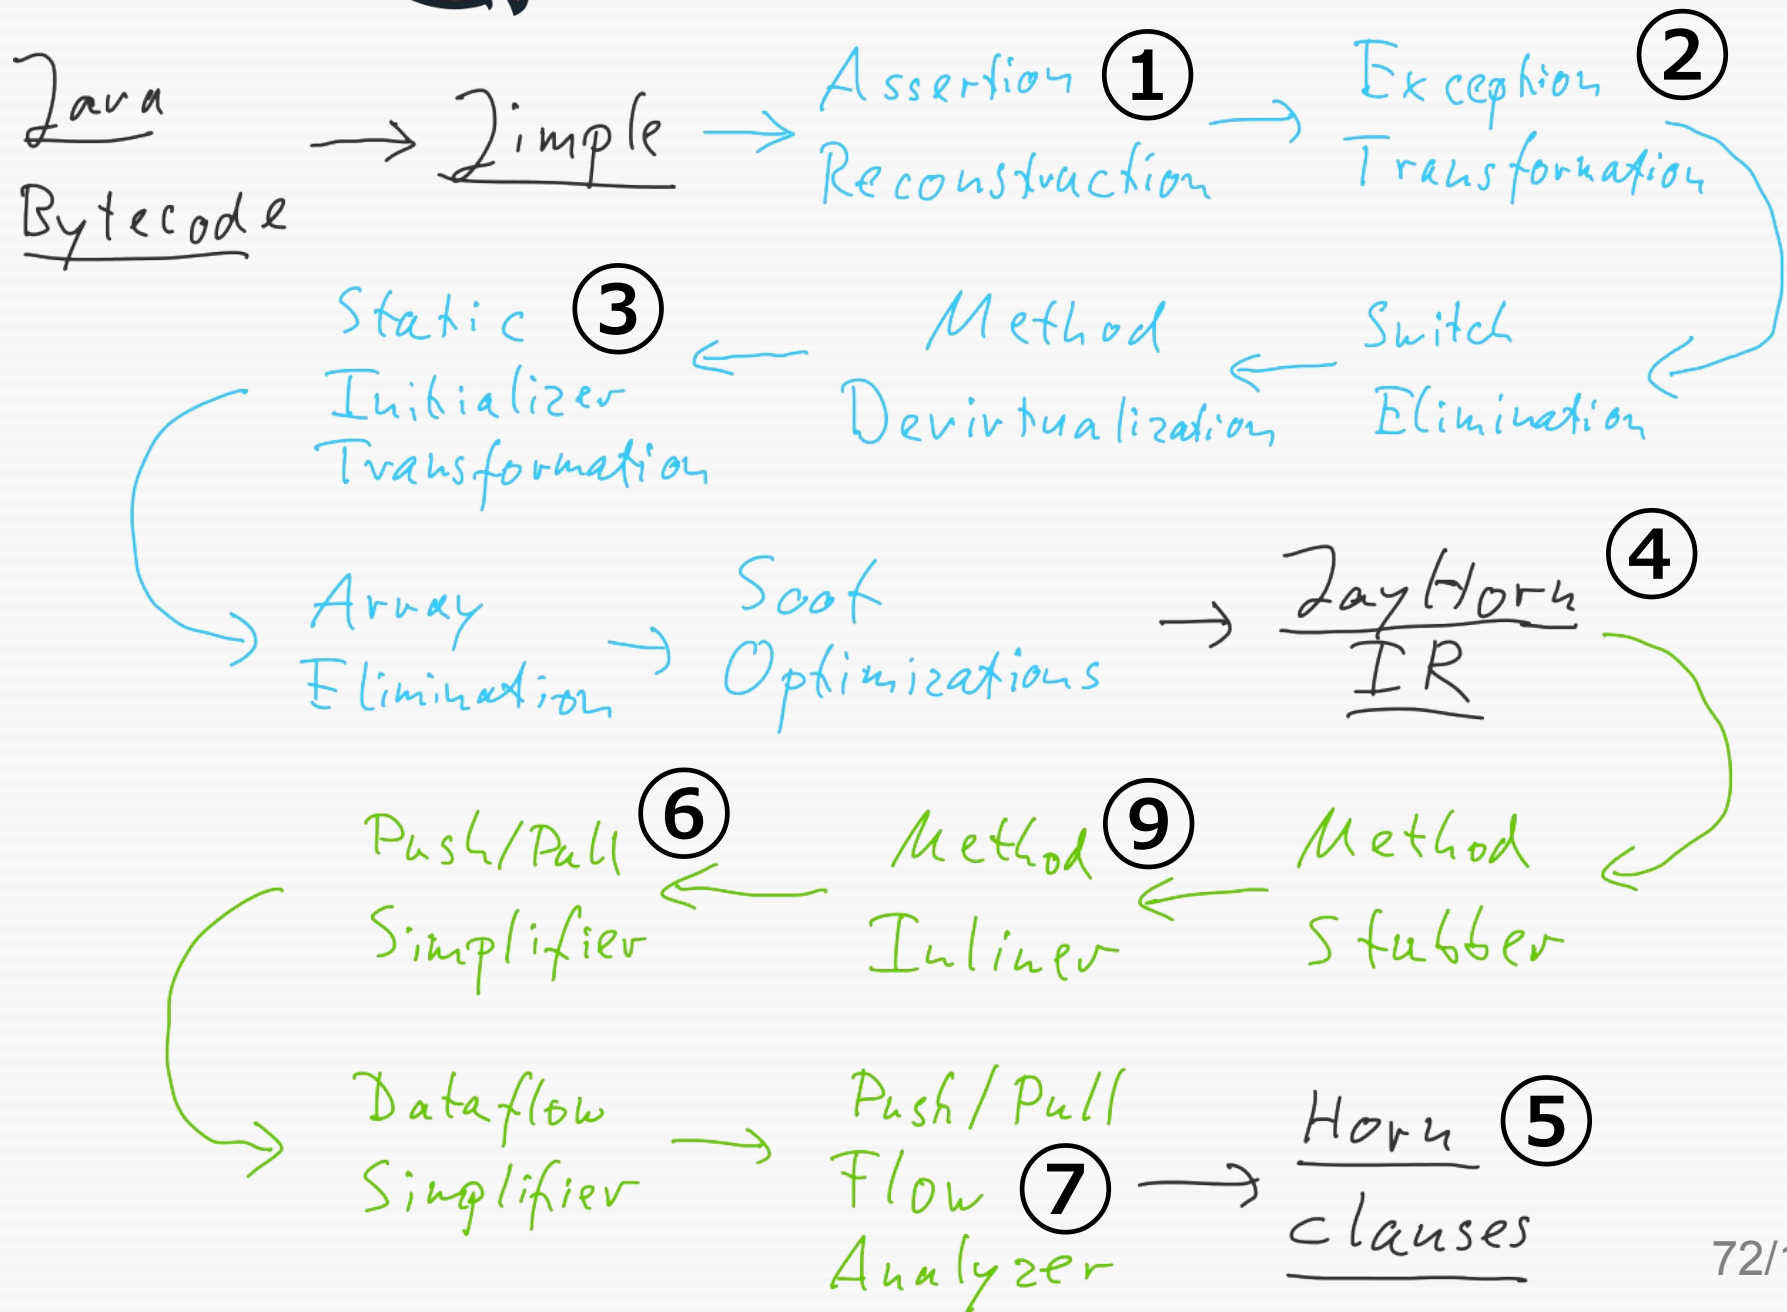 Java
Bytecode
→ Jimple →
Assertion ①
Reconstruction
→ Exception ②
Transformation
Switch
Elimination
← Method
Devirtualization
← Static ③
Initializer
Transformation
Array
Elimination
→ Soot
Optimizations
→ JayHorn ④
IR
Method
Stubber
← Method ⑨
Inliner
← Push/Pull ⑥
Simplifier
Dataflow
Simplifier
→ Push/Pull
Flow ⑦
Analyzer
→ Horn ⑤
clauses
72/1